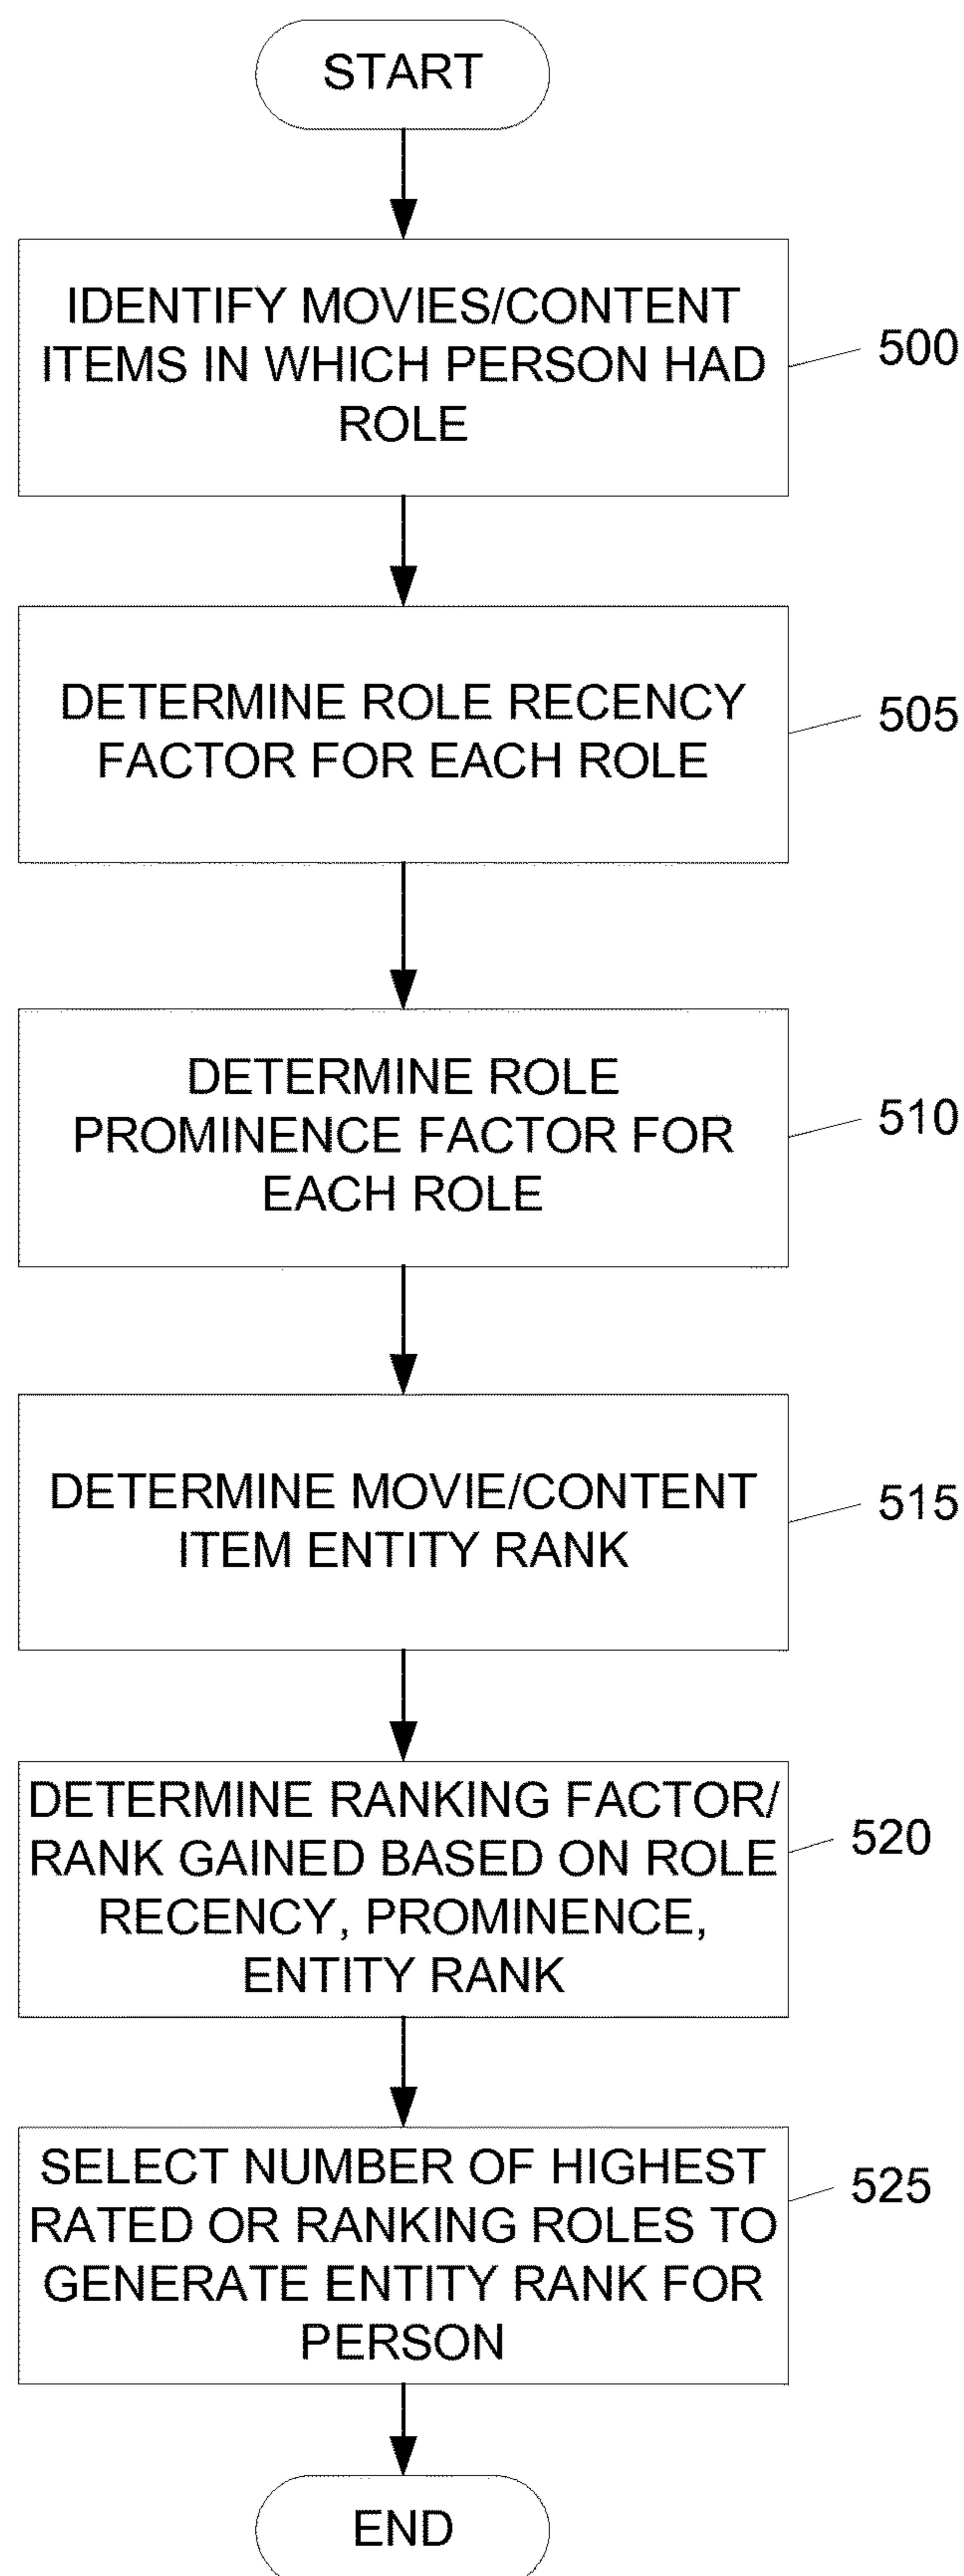 START
IDENTIFY MOVIES/CONTENT
ITEMS IN WHICH PERSON HAD
ROLE
500
DETERMINE ROLE RECENCY
FACTOR FOR EACH ROLE
505
DETERMINE ROLE
PROMINENCE FACTOR FOR
EACH ROLE
510
DETERMINE MOVIE/CONTENT
ITEM ENTITY RANK
515
DETERMINE RANKING FACTOR/
RANK GAINED BASED ON ROLE
RECENCY, PROMINENCE,
ENTITY RANK
520
SELECT NUMBER OF HIGHEST
RATED OR RANKING ROLES TO
GENERATE ENTITY RANK FOR
PERSON
525
END